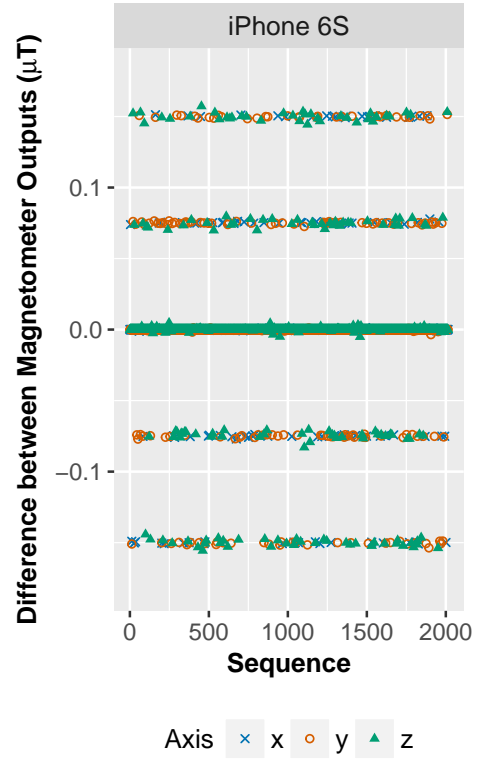 iPhone 6S
Difference between Magnetometer Outputs (μT)
0.1
0.0
−0.1
0 500 1000 1500 2000
Sequence
Axis x y z